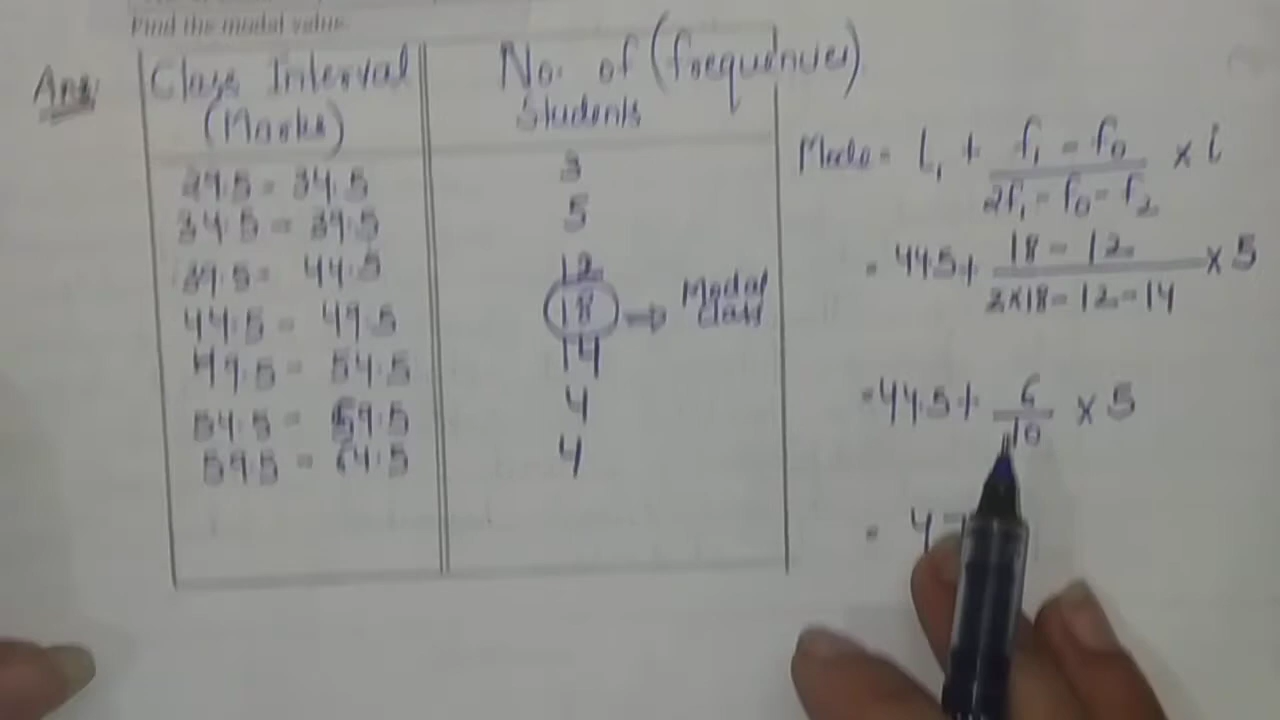 Find the modal value.
Ans:
Class Interval (Marks)
No. of (frequencies) Students
29.5 - 34.5 3
34.5 - 39.5 5
39.5 - 44.5 12
44.5 - 49.5 18 ⇒ Modal Class
49.5 - 54.5 14
54.5 - 59.5 4
59.5 - 64.5 4
Mode = l₁ + (f₁ - f₀)/(2f₁ - f₀ - f₂) × i
= 44.5 + (18 - 12)/(2×18 - 12 - 14) × 5
= 44.5 + 6/10 × 5
= 47